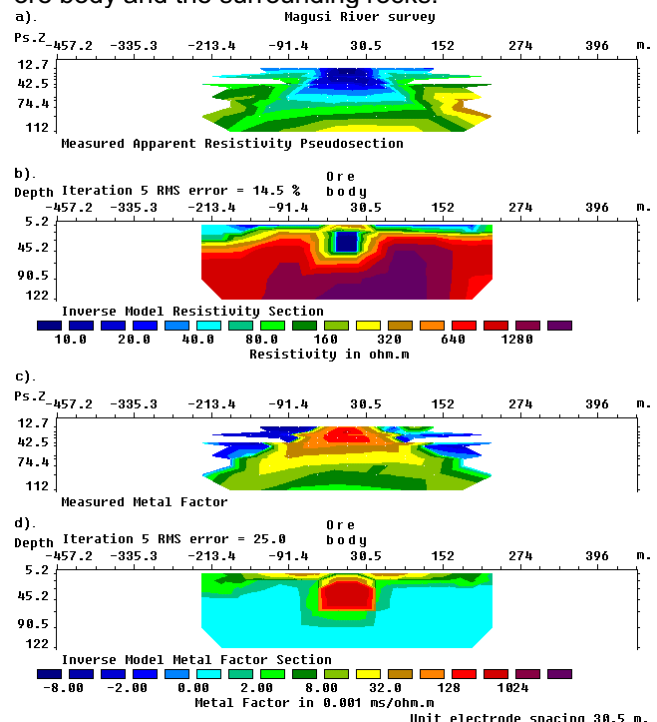 ore body and the surrounding rocks.
Magusi River survey
a).
Ps.Z
-457.2 -335.3 -213.4 -91.4 30.5 152 274 396 m.
12.7
42.5
74.4
112
Measured Apparent Resistivity Pseudosection
b). Ore
Depth Iteration 5 RMS error = 14.5 % body
-457.2 -335.3 -213.4 -91.4 30.5 152 274 396 m.
5.2
45.2
90.5
122
Inverse Model Resistivity Section
10.0 20.0 40.0 80.0 160 320 640 1280
Resistivity in ohm.m
c).
Ps.Z
-457.2 -335.3 -213.4 -91.4 30.5 152 274 396 m.
12.7
42.5
74.4
112
Measured Metal Factor
d). Ore
Depth Iteration 5 RMS error = 25.0 body
-457.2 -335.3 -213.4 -91.4 30.5 152 274 396 m.
5.2
45.2
90.5
122
Inverse Model Metal Factor Section
-8.00 -2.00 0.00 2.00 8.00 32.0 128 1024
Metal Factor in 0.001 ms/ohm.m
Unit electrode spacing 30.5 m.